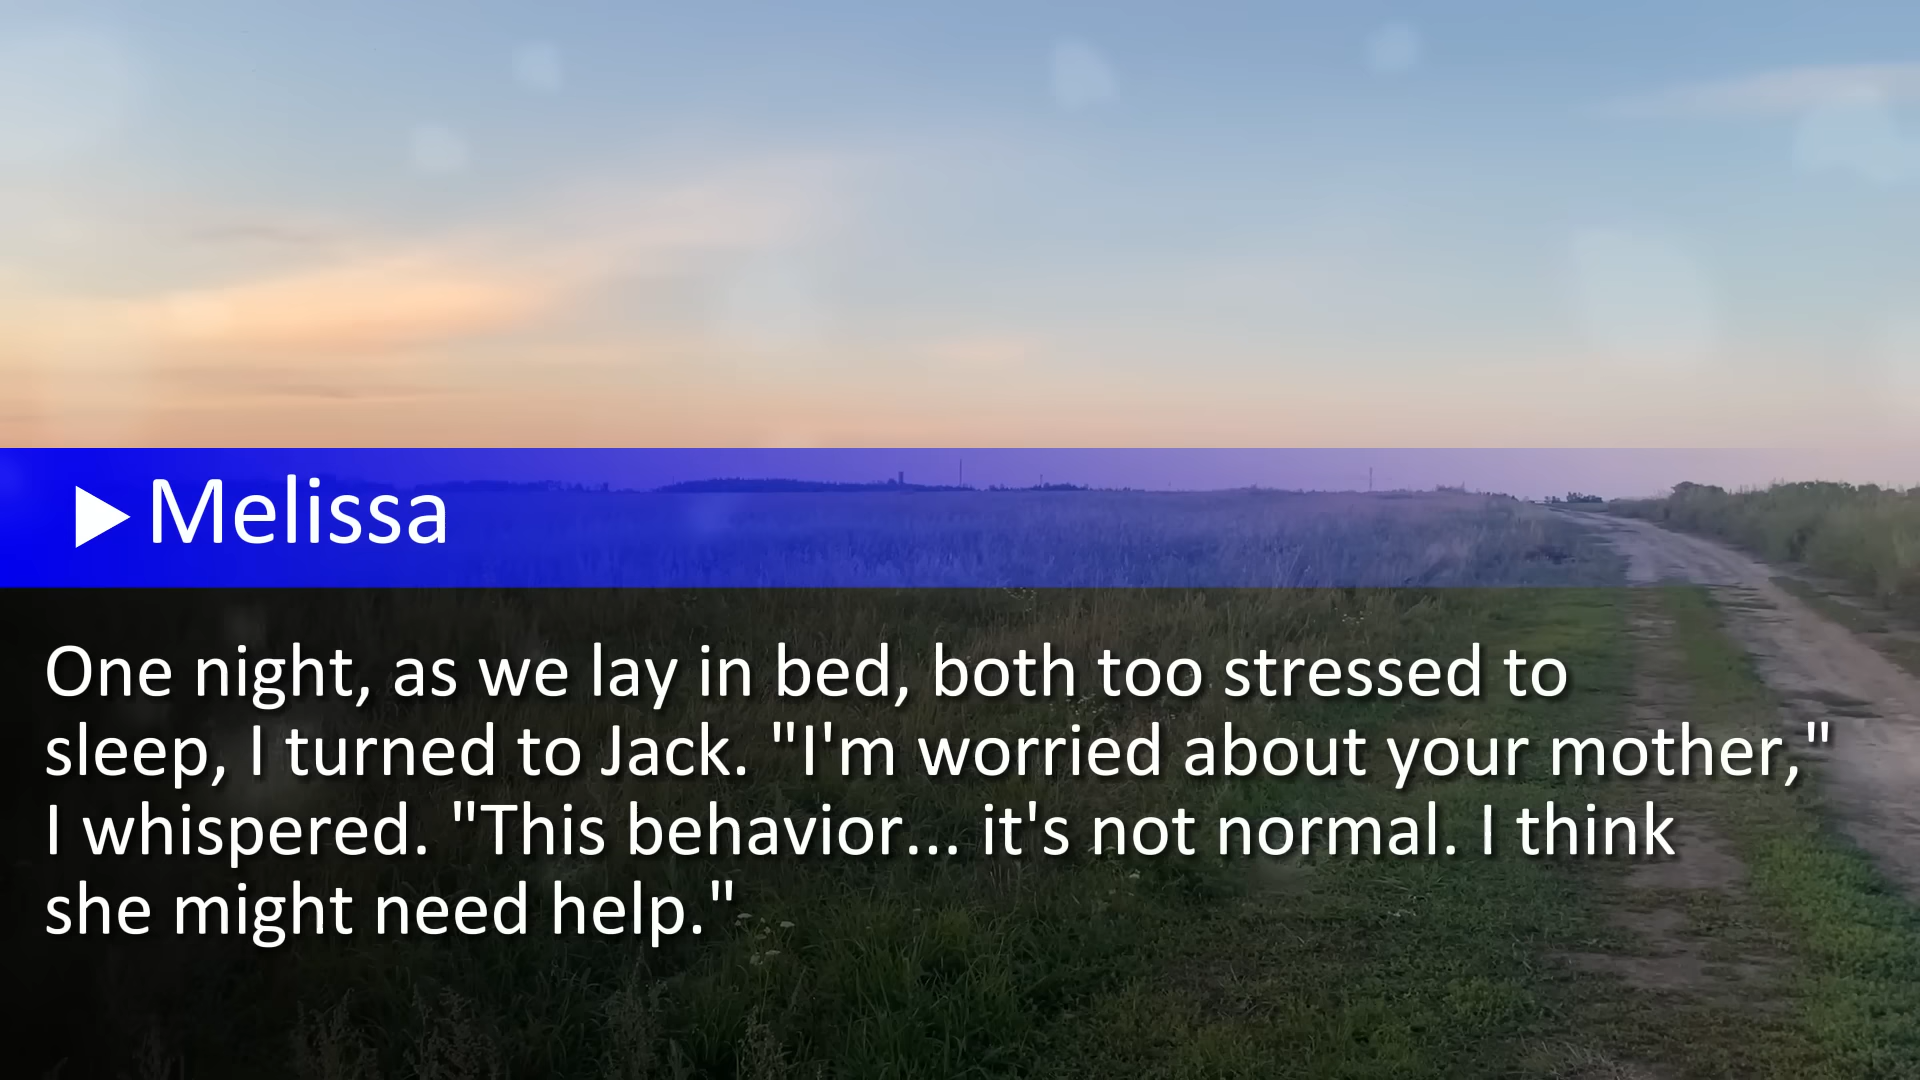 Melissa
One night, as we lay in bed, both too stressed to
sleep, I turned to Jack. "I'm worried about your mother,"
I whispered. "This behavior... it's not normal. I think
she might need help."